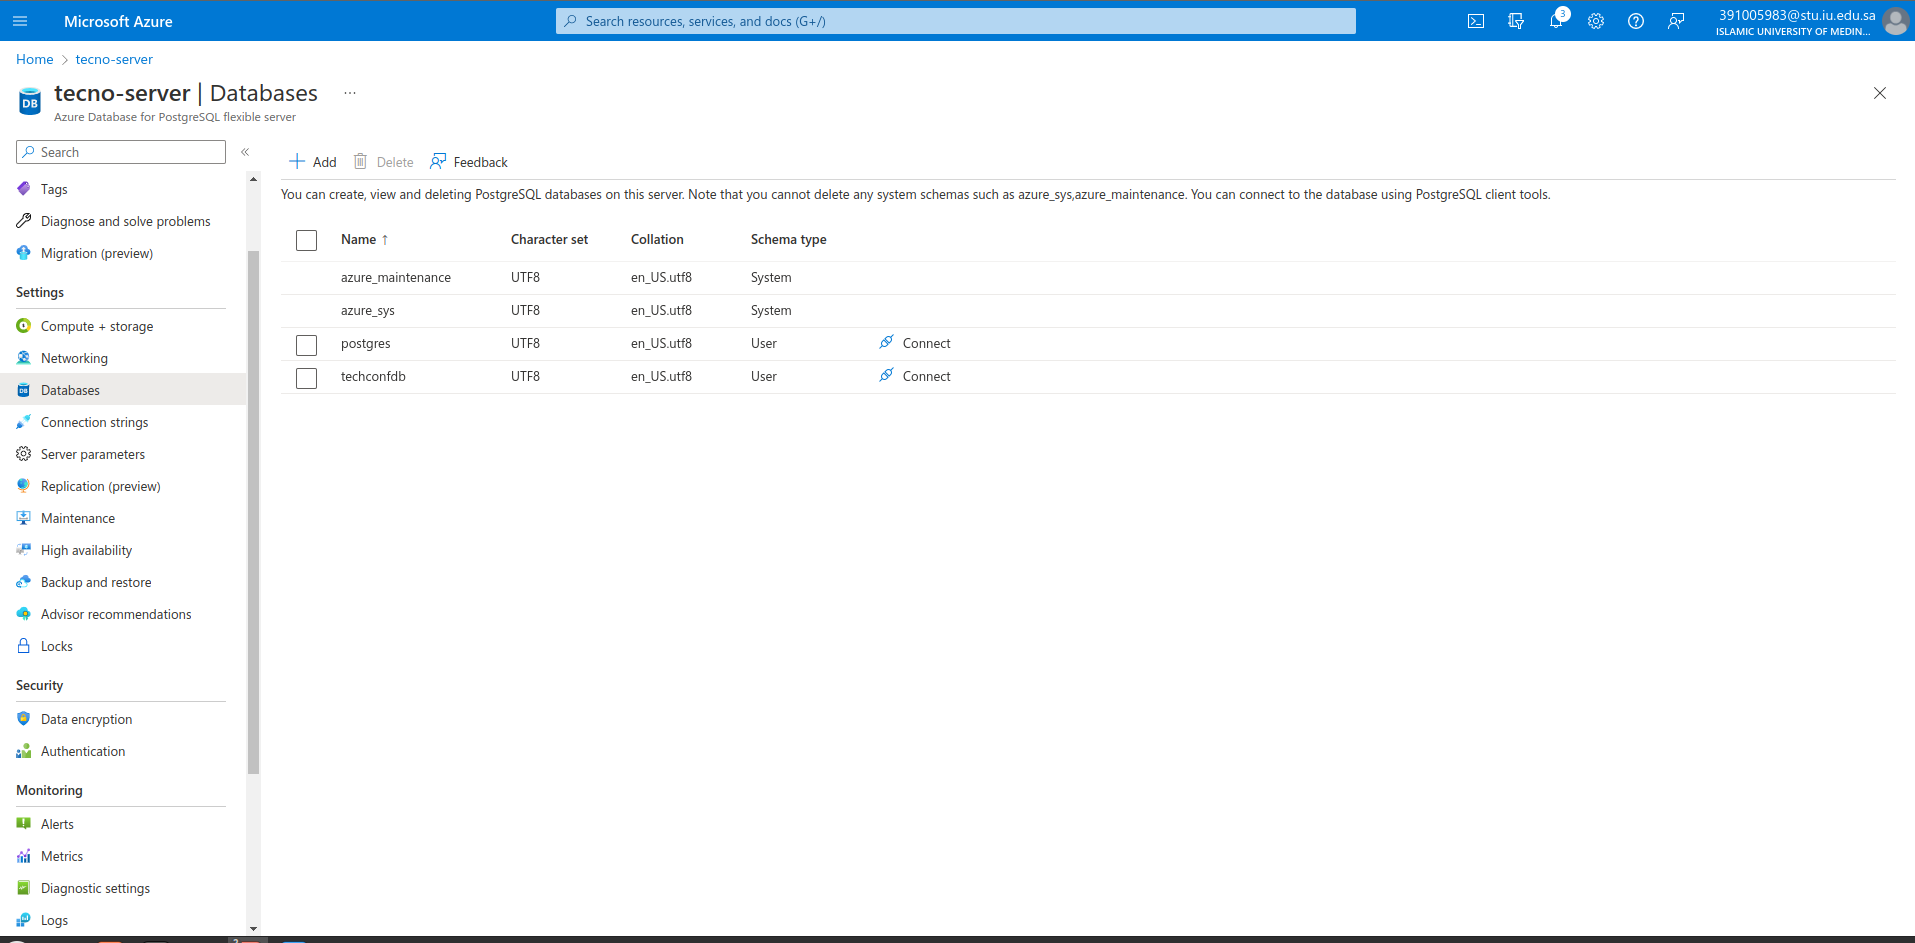 Microsoft Azure
Search resources, services, and docs (G+/)
3
391005983@stu.iu.edu.sa
ISLAMIC UNIVERSITY OF MEDIN...
Home > tecno-server
DB
tecno-server | Databases ...
Azure Database for PostgreSQL flexible server
Search «
Tags
Diagnose and solve problems
Migration (preview)
Settings
Compute + storage
Networking
Databases
Connection strings
Server parameters
Replication (preview)
Maintenance
High availability
Backup and restore
Advisor recommendations
Locks
Security
Data encryption
Authentication
Monitoring
Alerts
Metrics
Diagnostic settings
Logs
Add Delete Feedback
You can create, view and deleting PostgreSQL databases on this server. Note that you cannot delete any system schemas such as azure_sys,azure_maintenance. You can connect to the database using PostgreSQL client tools.
Name ↑ Character set Collation Schema type
azure_maintenance UTF8 en_US.utf8 System
azure_sys UTF8 en_US.utf8 System
postgres UTF8 en_US.utf8 User Connect
techconfdb UTF8 en_US.utf8 User Connect